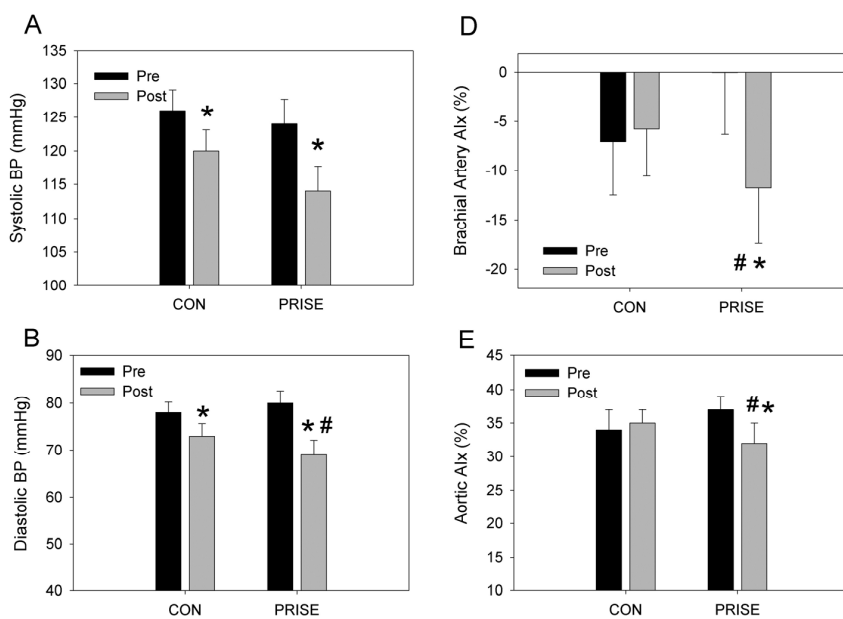 A
Systolic BP (mmHg)
135
130
125
120
115
110
105
100
Pre
Post
*
*
CON
PRISE
D
Brachial Artery AIx (%)
0
-5
-10
-15
-20
Pre
Post
# *
CON
PRISE
B
Diastolic BP (mmHg)
90
80
70
60
50
40
Pre
Post
*
* #
CON
PRISE
E
Aortic AIx (%)
45
40
35
30
25
20
15
10
Pre
Post
# *
CON
PRISE